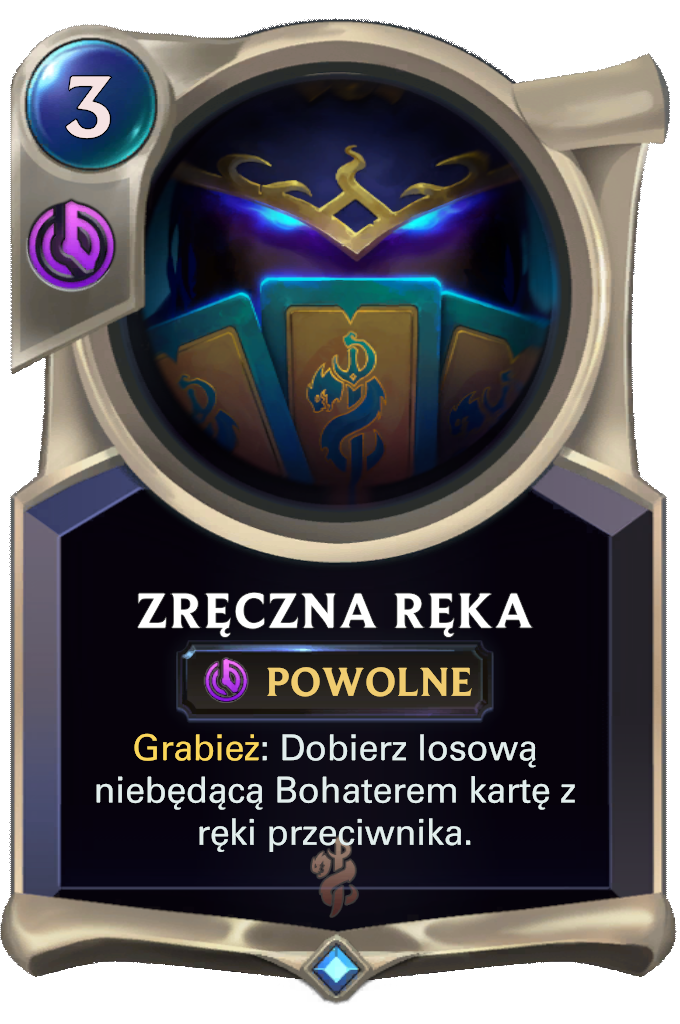 3
ZRĘCZNA RĘKA
POWOLNE
Grabież: Dobierz losową
niebędącą Bohaterem kartę z
ręki przeciwnika.